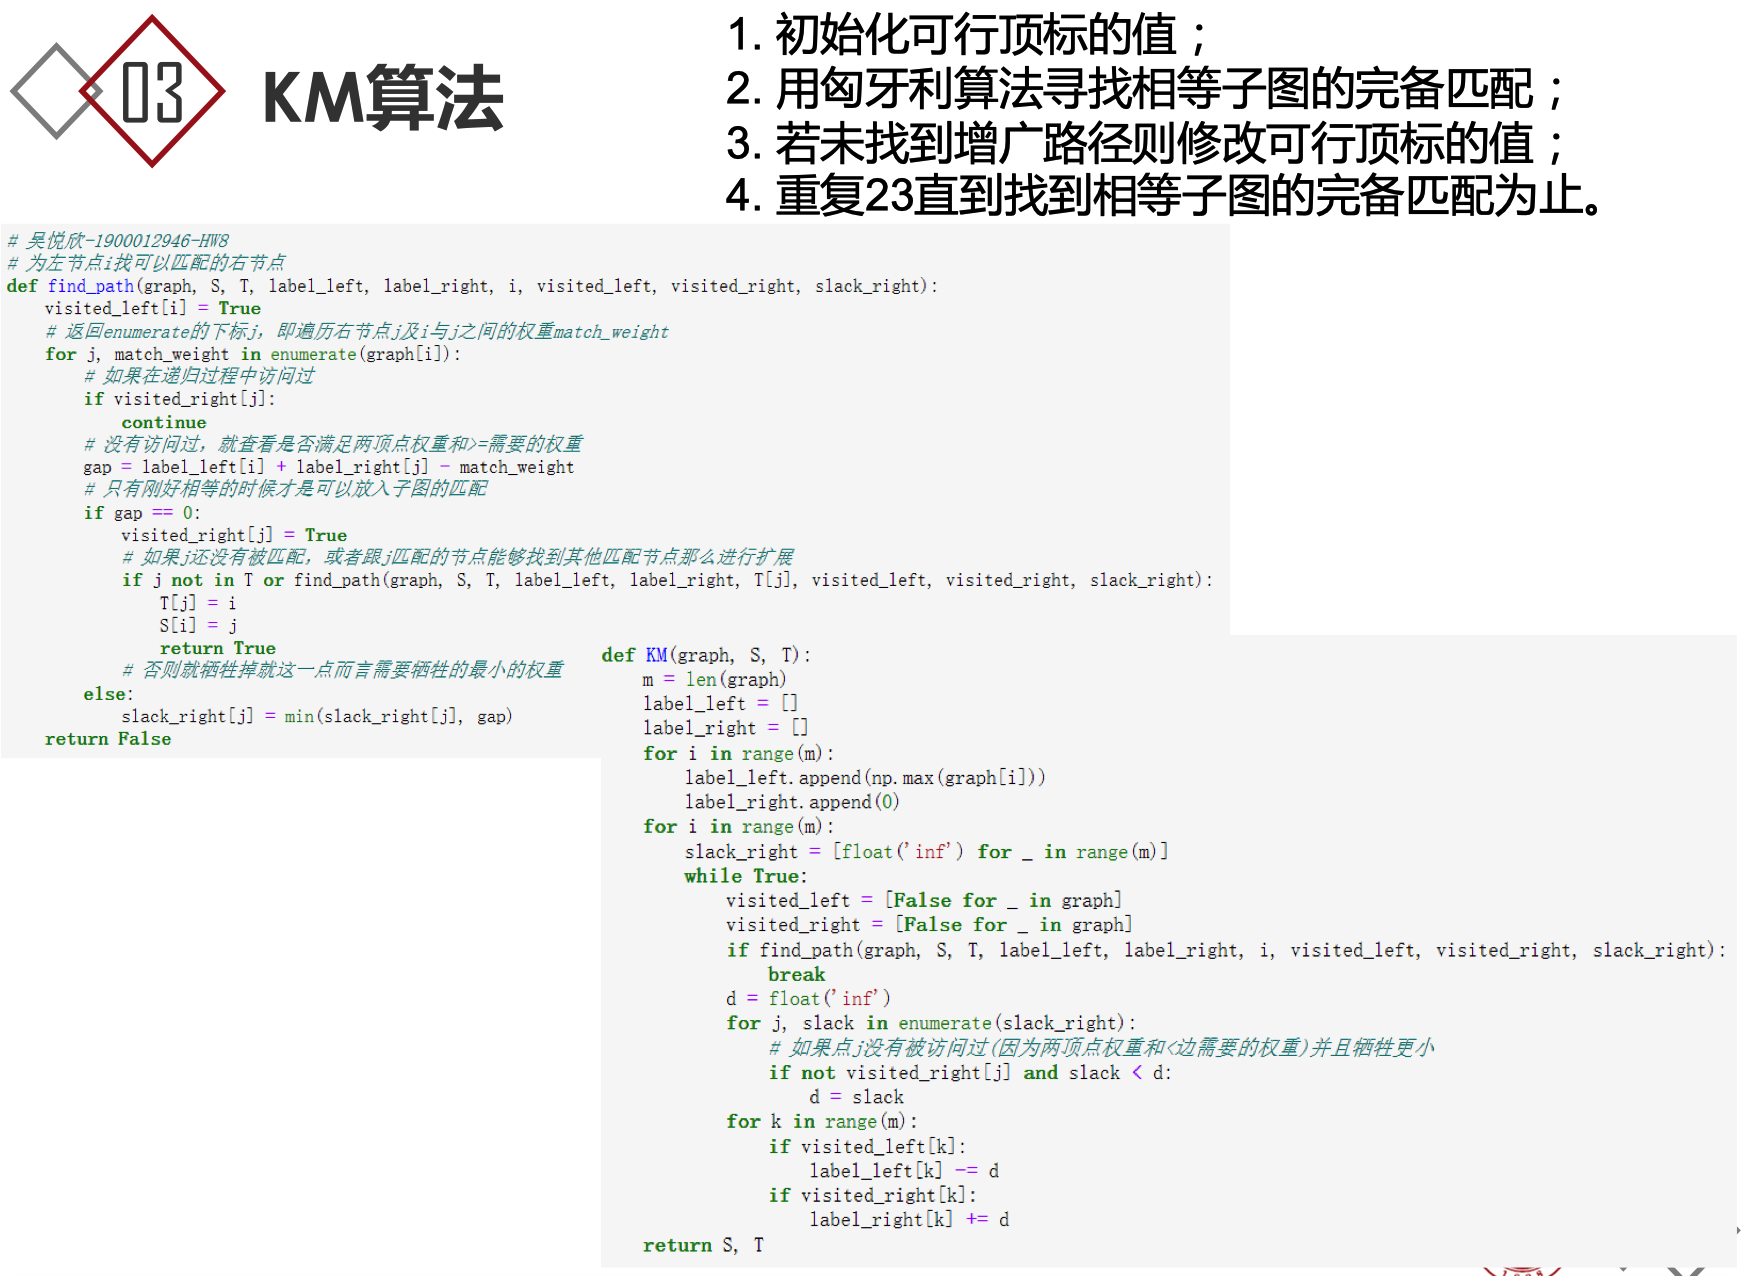 03
KM算法
1. 初始化可行顶标的值；
2. 用匈牙利算法寻找相等子图的完备匹配；
3. 若未找到增广路径则修改可行顶标的值；
4. 重复23直到找到相等子图的完备匹配为止。
# 吴悦欣-1900012946-HW8
# 为左节点i找可以匹配的右节点
def find_path(graph, S, T, label_left, label_right, i, visited_left, visited_right, slack_right):
    visited_left[i] = True
    # 返回enumerate的下标j，即遍历右节点j及i与j之间的权重match_weight
    for j, match_weight in enumerate(graph[i]):
        # 如果在递归过程中访问过
        if visited_right[j]:
            continue
        # 没有访问过，就查看是否满足两顶点权重和>=需要的权重
        gap = label_left[i] + label_right[j] - match_weight
        # 只有刚好相等的时候才是可以放入子图的匹配
        if gap == 0:
            visited_right[j] = True
            # 如果j还没有被匹配，或者跟j匹配的节点能够找到其他匹配节点那么进行扩展
            if j not in T or find_path(graph, S, T, label_left, label_right, T[j], visited_left, visited_right, slack_right):
                T[j] = i
                S[i] = j
                return True
            # 否则就牺牲掉就这一点而言需要牺牲的最小的权重
        else:
            slack_right[j] = min(slack_right[j], gap)
    return False
def KM(graph, S, T):
    m = len(graph)
    label_left = []
    label_right = []
    for i in range(m):
        label_left.append(np.max(graph[i]))
        label_right.append(0)
    for i in range(m):
        slack_right = [float('inf') for _ in range(m)]
        while True:
            visited_left = [False for _ in graph]
            visited_right = [False for _ in graph]
            if find_path(graph, S, T, label_left, label_right, i, visited_left, visited_right, slack_right):
                break
            d = float('inf')
            for j, slack in enumerate(slack_right):
                # 如果点j没有被访问过(因为两顶点权重和<边需要的权重)并且牺牲更小
                if not visited_right[j] and slack < d:
                    d = slack
            for k in range(m):
                if visited_left[k]:
                    label_left[k] -= d
                if visited_right[k]:
                    label_right[k] += d
    return S, T